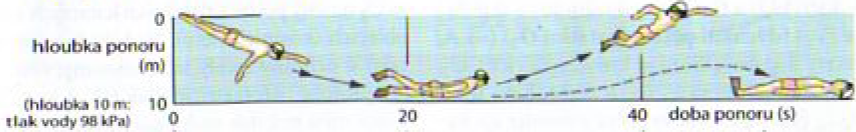 0
hloubka ponoru
(m)
10
(hloubka 10 m:
tlak vody 98 kPa)
0 20 40 doba ponoru (s)